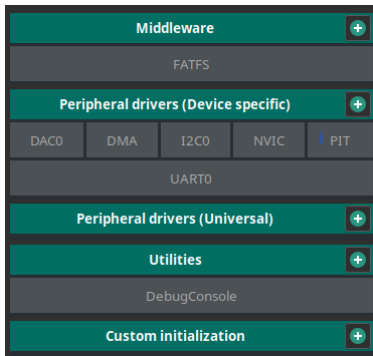 Middleware
FATFS
Peripheral drivers (Device specific)
DAC0 DMA I2C0 NVIC PIT
UART0
Peripheral drivers (Universal)
Utilities
DebugConsole
Custom initialization